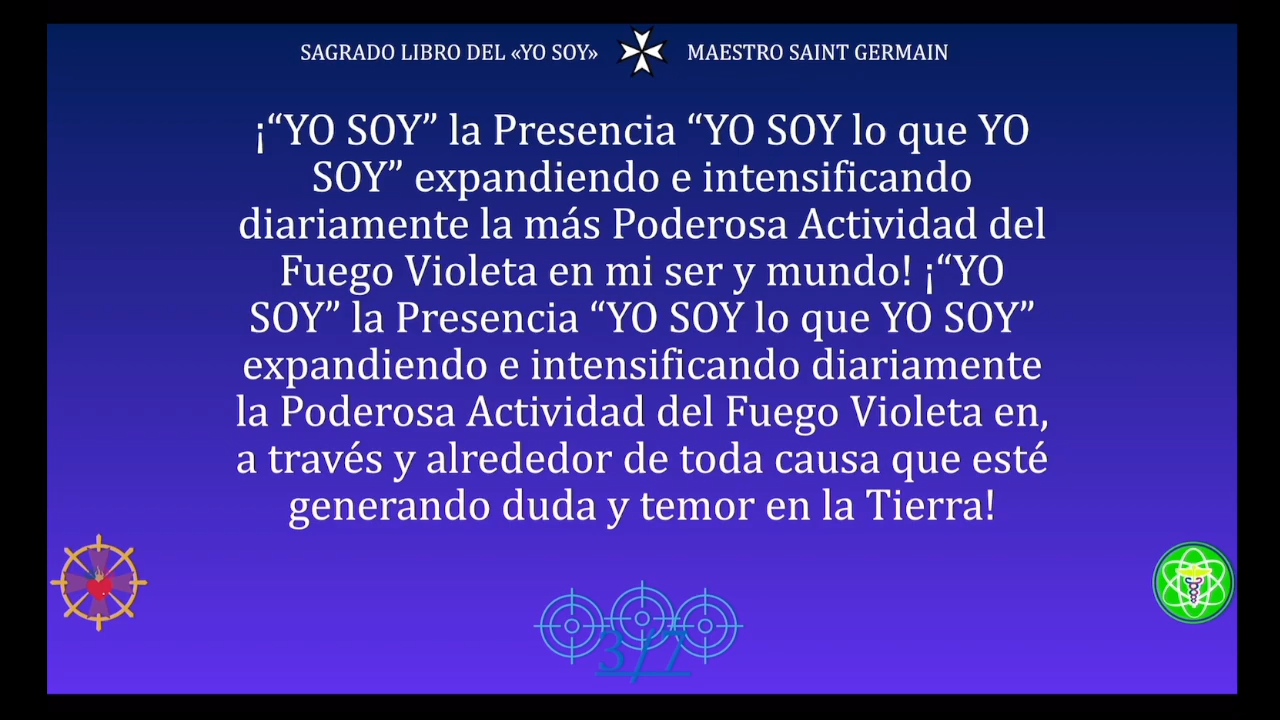 SAGRADO LIBRO DEL «YO SOY» MAESTRO SAINT GERMAIN
¡“YO SOY” la Presencia “YO SOY lo que YO
SOY” expandiendo e intensificando
diariamente la más Poderosa Actividad del
Fuego Violeta en mi ser y mundo! ¡“YO
SOY” la Presencia “YO SOY lo que YO SOY”
expandiendo e intensificando diariamente
la Poderosa Actividad del Fuego Violeta en,
a través y alrededor de toda causa que esté
generando duda y temor en la Tierra!
3/7